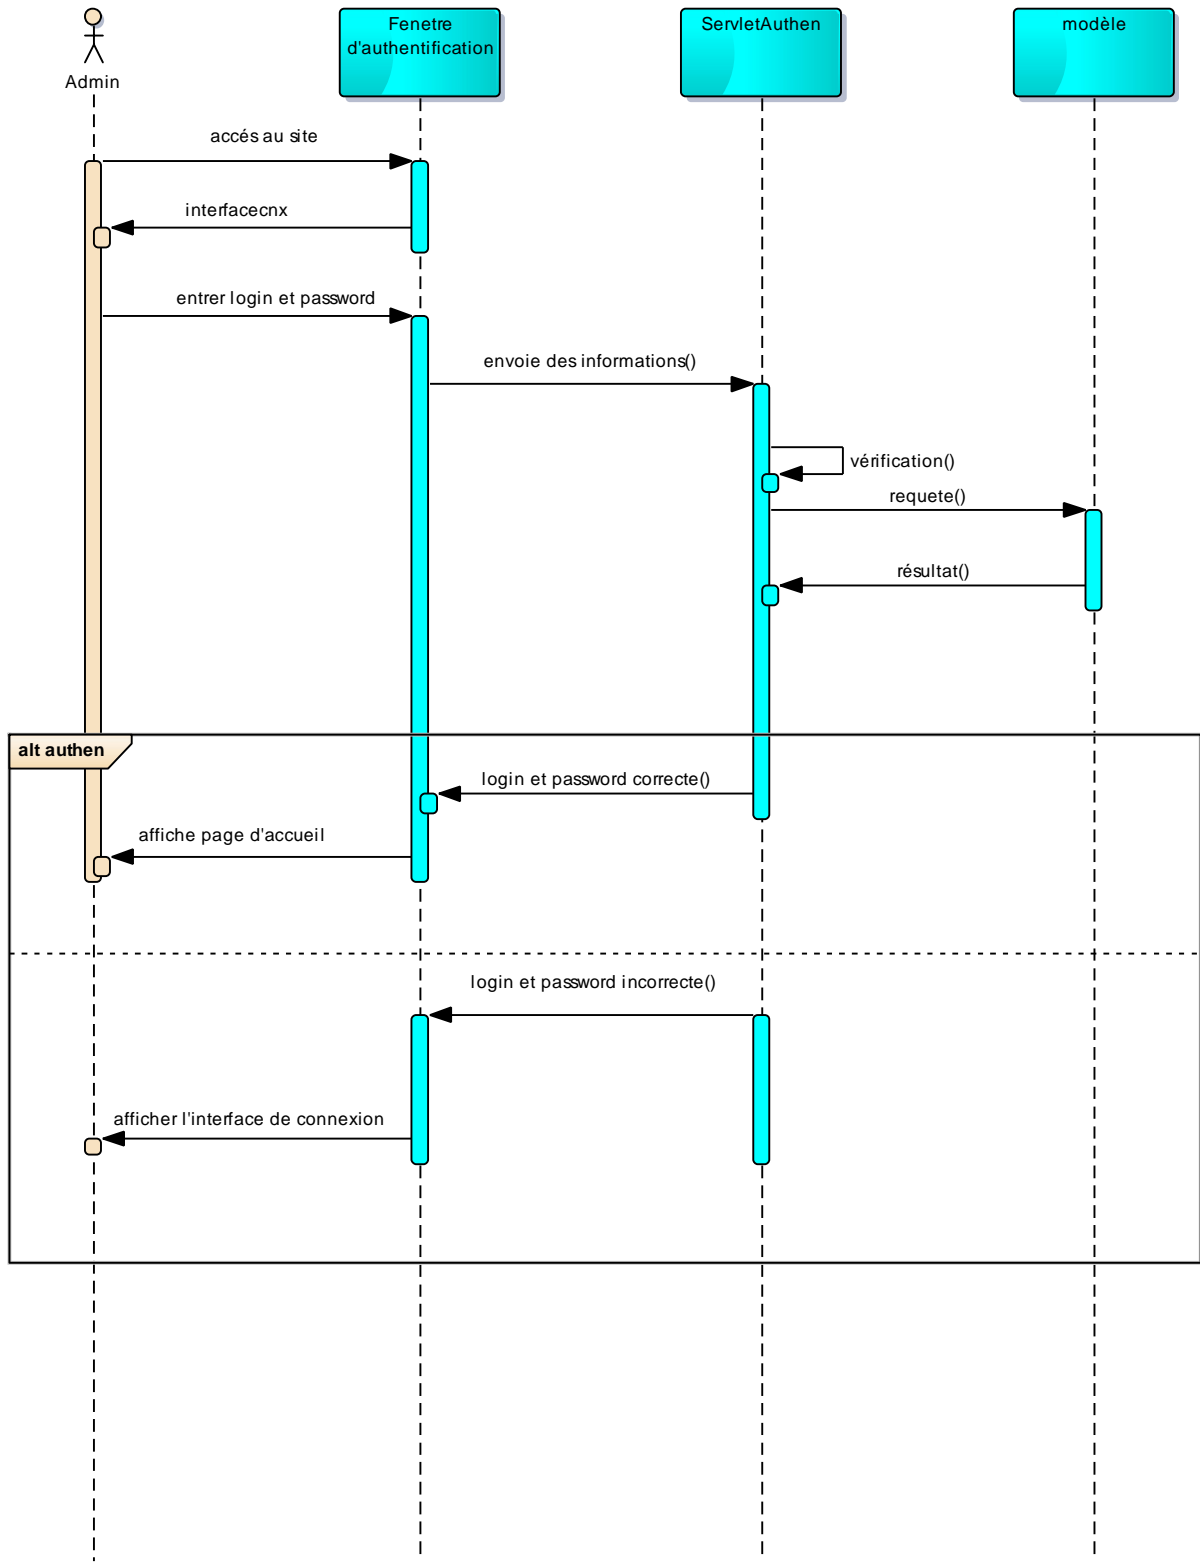 Admin
Fenetre
d'authentification
ServletAuthen
modèle
accés au site
interfacecnx
entrer login et password
envoie des informations()
vérification()
requete()
résultat()
alt authen
login et password correcte()
affiche page d'accueil
login et password incorrecte()
afficher l'interface de connexion